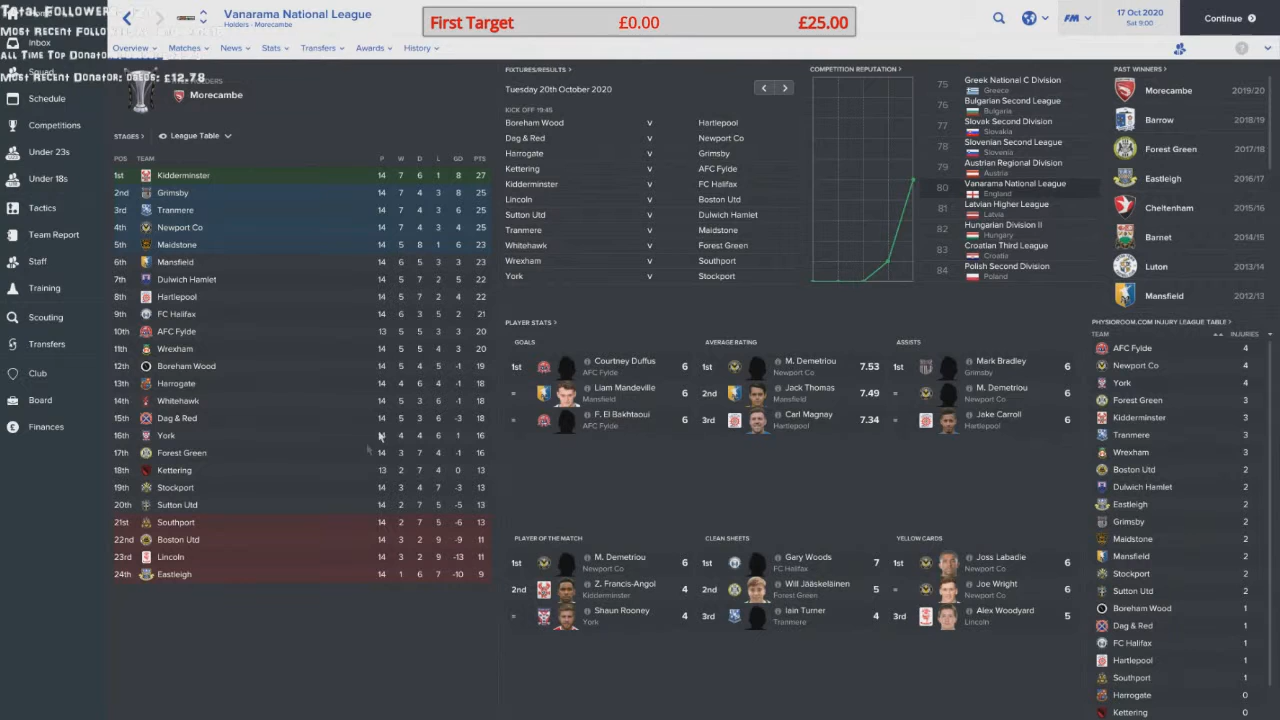 Total Follower
Most Recent Follo
All Time Top Donator:
Most Recent Donator: £12.78
Inbox
Schedule
Competitions
Under 23s
Under 18s
Tactics
Team Report
Staff
Training
Scouting
Transfers
Club
Board
Finances
Vanarama National League
Holders - Morecambe
First Target £0.00 £25.00
FM
17 Oct 2020
Sat 9:00
Continue
Overview Matches News Stats Transfers Awards History
Morecambe
STAGES > League Table
POS TEAM P W D L GD PTS
1st Kidderminster 14 7 6 1 8 27
2nd Grimsby 14 7 4 3 8 25
3rd Tranmere 14 7 4 3 6 25
4th Newport Co 14 7 4 3 4 25
5th Maidstone 14 5 8 1 6 23
6th Mansfield 14 6 5 3 3 23
7th Dulwich Hamlet 14 5 7 2 5 22
8th Hartlepool 14 5 7 2 4 22
9th FC Halifax 14 6 3 5 2 21
10th AFC Fylde 13 5 5 3 3 20
11th Wrexham 14 5 5 4 3 20
12th Boreham Wood 14 5 4 5 -1 19
13th Harrogate 14 4 6 4 -1 18
14th Whitehawk 14 5 3 6 -1 18
15th Dag & Red 14 5 3 6 -3 18
16th York 14 4 4 6 1 16
17th Forest Green 14 3 7 4 -1 16
18th Kettering 13 2 7 4 0 13
19th Stockport 14 3 4 7 -3 13
20th Sutton Utd 14 2 7 5 -5 13
21st Southport 14 2 7 5 -6 13
22nd Boston Utd 14 3 2 9 -9 11
23rd Lincoln 14 3 2 9 -13 11
24th Eastleigh 14 1 6 7 -10 9
FIXTURES/RESULTS >
Tuesday 20th October 2020
KICK OFF 19:45
Boreham Wood v Hartlepool
Dag & Red v Newport Co
Harrogate v Grimsby
Kettering v AFC Fylde
Kidderminster v FC Halifax
Lincoln v Boston Utd
Sutton Utd v Dulwich Hamlet
Tranmere v Maidstone
Whitehawk v Forest Green
Wrexham v Southport
York v Stockport
COMPETITION REPUTATION >
75 Greek National C Division
Greece
76 Bulgarian Second League
Bulgaria
77 Slovak Second Division
Slovakia
78 Slovenian Second League
Slovenia
79 Austrian Regional Division
Austria
80 Vanarama National League
England
81 Latvian Higher League
Latvia
82 Hungarian Division II
Hungary
83 Croatian Third League
Croatia
84 Polish Second Division
Poland
PAST WINNERS >
Morecambe 2019/20
Barrow 2018/19
Forest Green 2017/18
Eastleigh 2016/17
Cheltenham 2015/16
Barnet 2014/15
Luton 2013/14
Mansfield 2012/13
PLAYER STATS >
GOALS
1st Courtney Duffus 6
AFC Fylde
= Liam Mandeville 6
Mansfield
= F. El Bakhtaoui 6
AFC Fylde
AVERAGE RATING
1st M. Demetriou 7.53
Newport Co
2nd Jack Thomas 7.49
Mansfield
3rd Carl Magnay 7.34
Hartlepool
ASSISTS
1st Mark Bradley 6
Grimsby
= M. Demetriou 6
Newport Co
= Jake Carroll 6
Hartlepool
PLAYER OF THE MATCH
1st M. Demetriou 6
Newport Co
2nd Z. Francis-Angol 4
Kidderminster
= Shaun Rooney 4
York
CLEAN SHEETS
1st Gary Woods 7
FC Halifax
2nd Will Jääskeläinen 5
Forest Green
3rd Iain Turner 4
Tranmere
YELLOW CARDS
1st Joss Labadie 6
Newport Co
= Joe Wright 6
Newport Co
3rd Alex Woodyard 5
Lincoln
PHYSIOROOM.COM INJURY LEAGUE TABLE >
TEAM INJURIES
AFC Fylde 4
Newport Co 4
York 4
Forest Green 3
Kidderminster 3
Tranmere 3
Wrexham 3
Boston Utd 2
Dulwich Hamlet 2
Eastleigh 2
Grimsby 2
Maidstone 2
Mansfield 2
Stockport 2
Sutton Utd 2
Boreham Wood 1
Dag & Red 1
FC Halifax 1
Hartlepool 1
Southport 1
Harrogate 0
Kettering 0